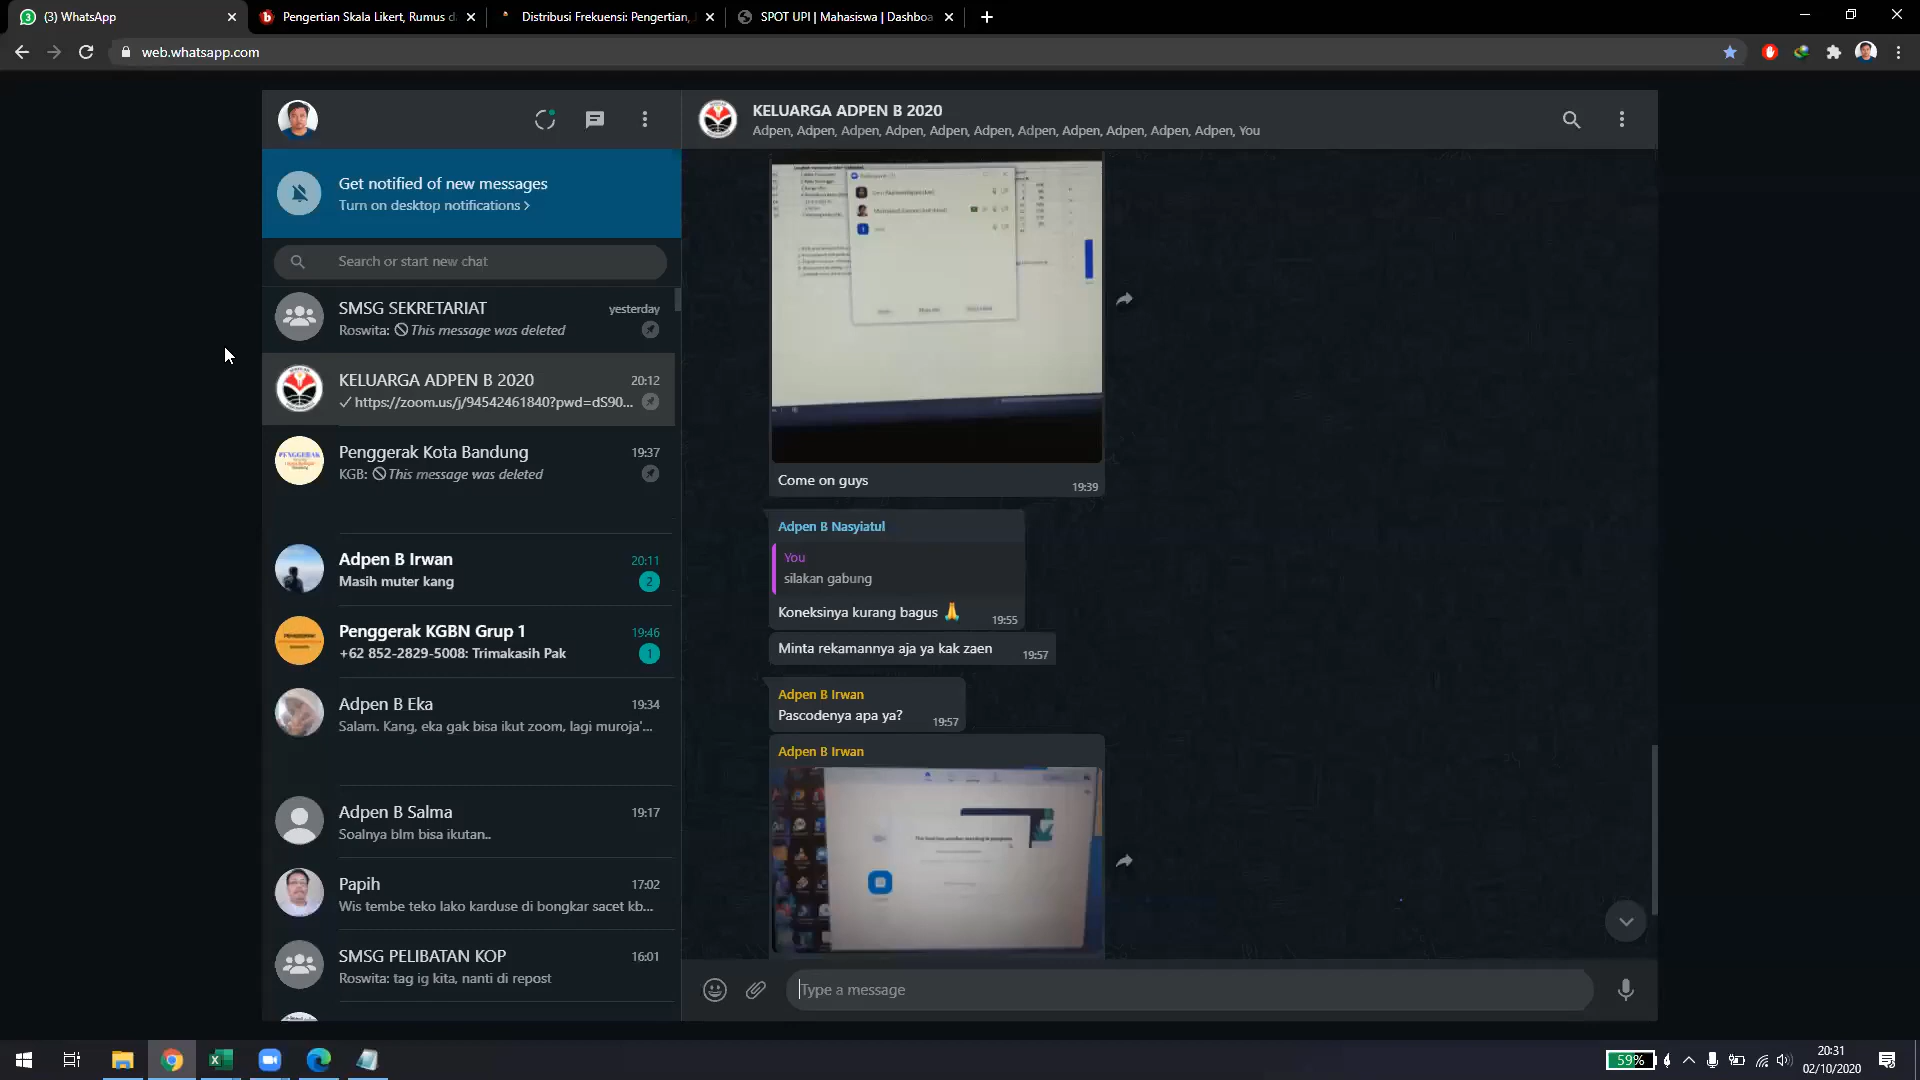 (3) WhatsApp
Pengertian Skala Likert, Rumus d
Distribusi Frekuensi: Pengertian,
SPOT UPI | Mahasiswa | Dashboa
web.whatsapp.com
Get notified of new messages
Turn on desktop notifications >
Search or start new chat
SMSG SEKRETARIAT
yesterday
Roswita: This message was deleted
KELUARGA ADPEN B 2020
20:12
https://zoom.us/j/94542461840?pwd=dS90...
Penggerak Kota Bandung
19:37
KGB: This message was deleted
Adpen B Irwan
20:11
Masih muter kang
2
Penggerak KGBN Grup 1
19:46
+62 852-2829-5008: Trimakasih Pak
1
Adpen B Eka
19:34
Salam. Kang, eka gak bisa ikut zoom, lagi muroja'...
Adpen B Salma
19:17
Soalnya blm bisa ikutan..
Papih
17:02
Wis tembe teko lako karduse di bongkar sacet kb...
SMSG PELIBATAN KOP
16:01
Roswita: tag ig kita, nanti di repost
KELUARGA ADPEN B 2020
Adpen, Adpen, Adpen, Adpen, Adpen, Adpen, Adpen, Adpen, Adpen, Adpen, Adpen, You
Come on guys
19:39
Adpen B Nasyiatul
You
silakan gabung
Koneksinya kurang bagus 🙏
19:55
Minta rekamannya aja ya kak zaen
19:57
Adpen B Irwan
Pascodenya apa ya?
19:57
Adpen B Irwan
Type a message
59%
20:31
02/10/2020